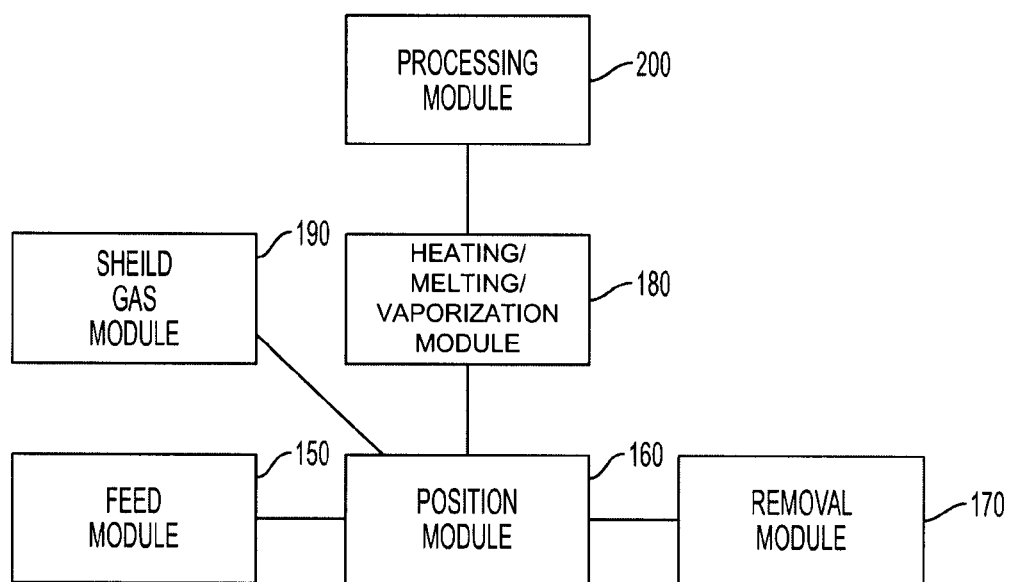 PROCESSING
MODULE
200
SHEILD
GAS
MODULE
190
HEATING/
MELTING/
VAPORIZATION
MODULE
180
FEED
MODULE
150
POSITION
MODULE
160
REMOVAL
MODULE
170